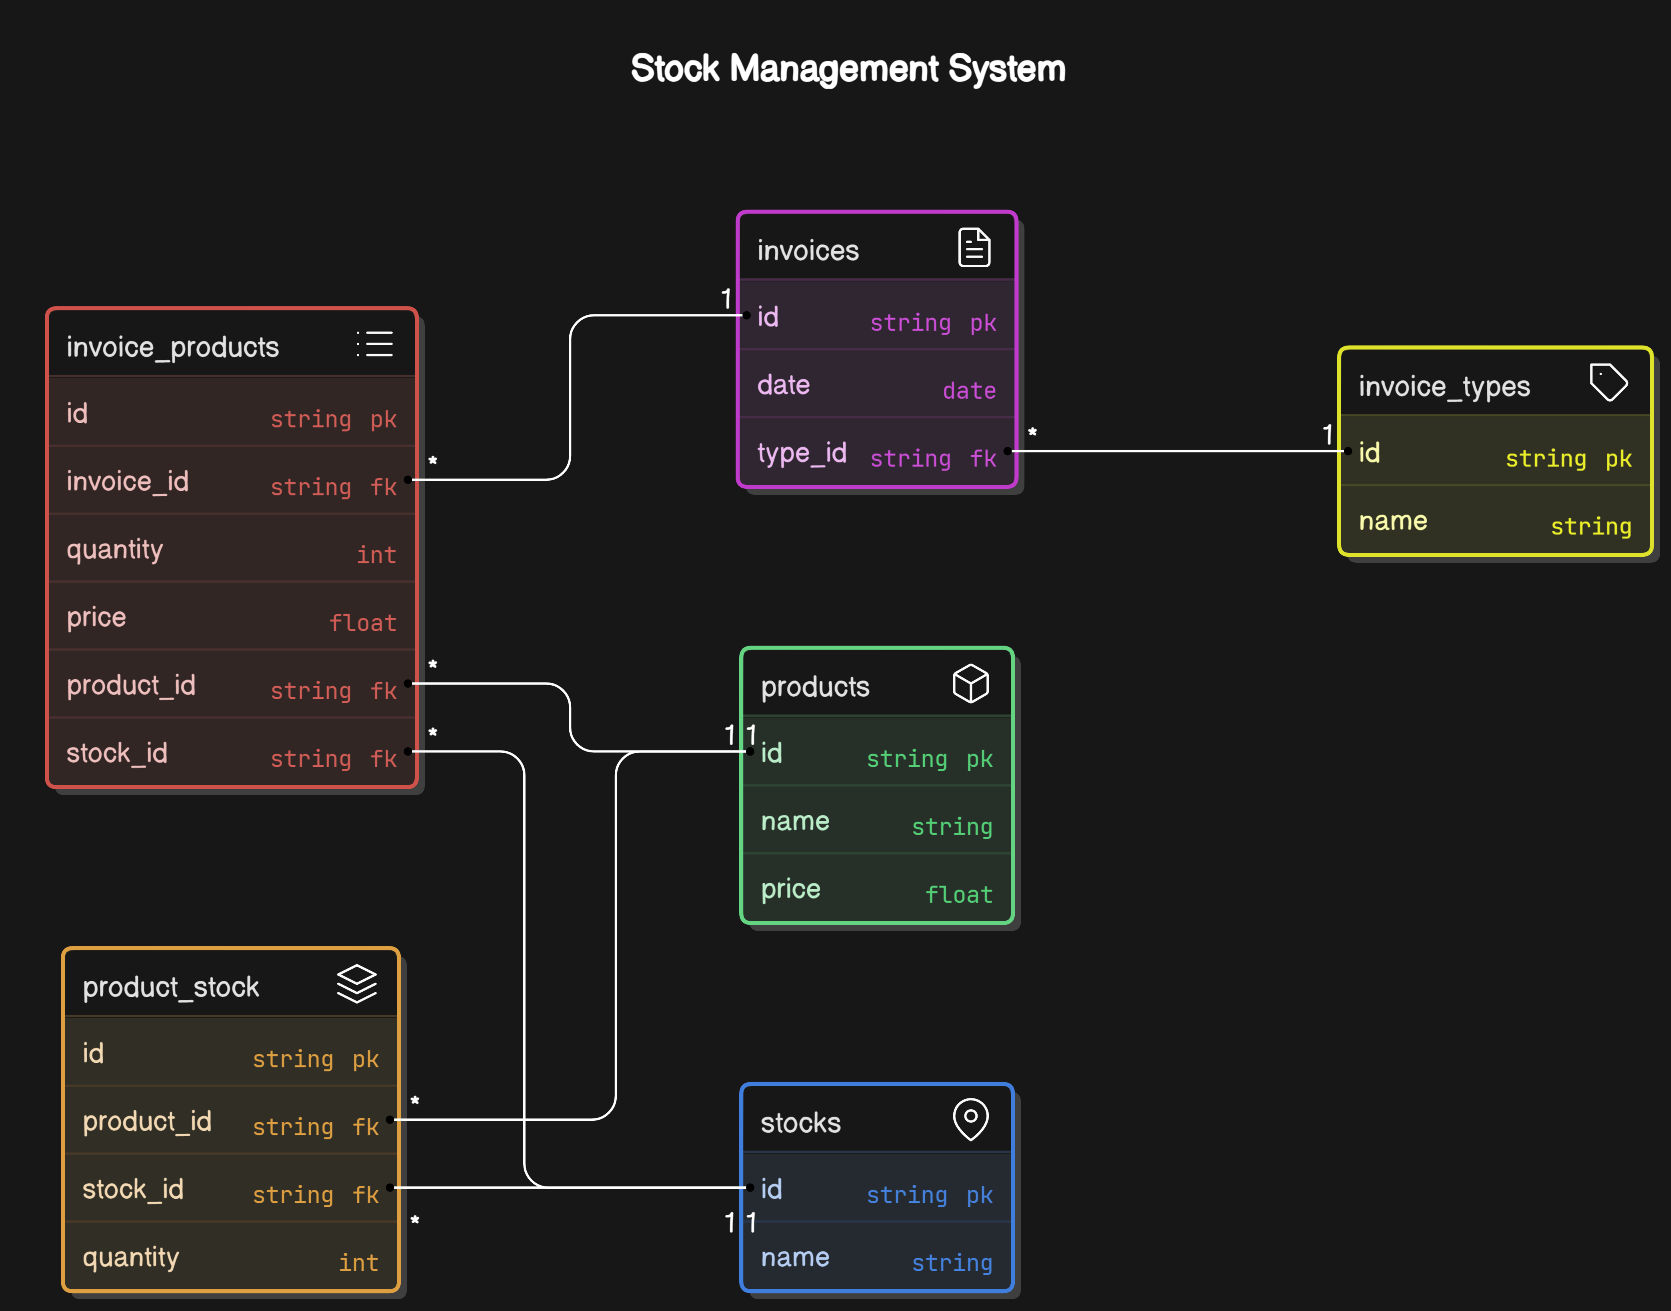 Stock Management System
invoices
id string pk
date date
type_id string fk
invoice_products
id string pk
invoice_id string fk
quantity int
price float
product_id string fk
stock_id string fk
invoice_types
id string pk
name string
products
id string pk
name string
price float
product_stock
id string pk
product_id string fk
stock_id string fk
quantity int
stocks
id string pk
name string
*
1
*
1
*
*
1 1
*
*
1 1